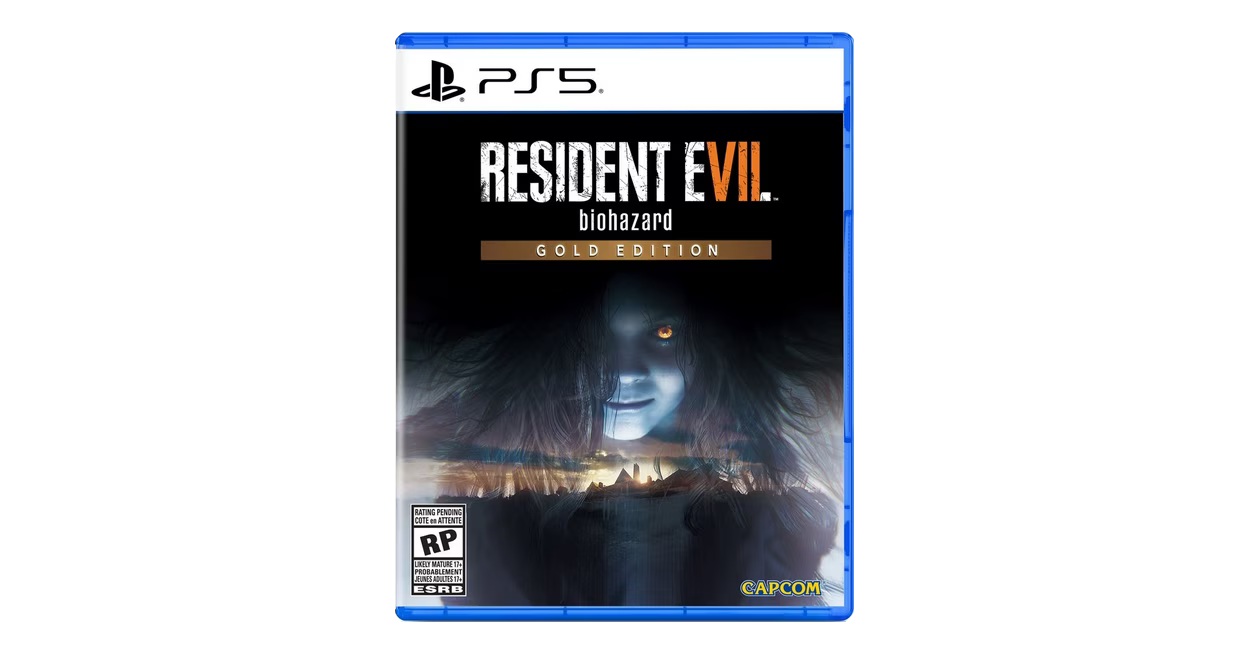 PS5®
RESIDENT EVIL™
biohazard
GOLD EDITION
RATING PENDING
COTE en ATTENTE
RP
LIKELY MATURE 17+
PROBABLEMENT
JEUNES ADULTES 17+
ESRB
CAPCOM